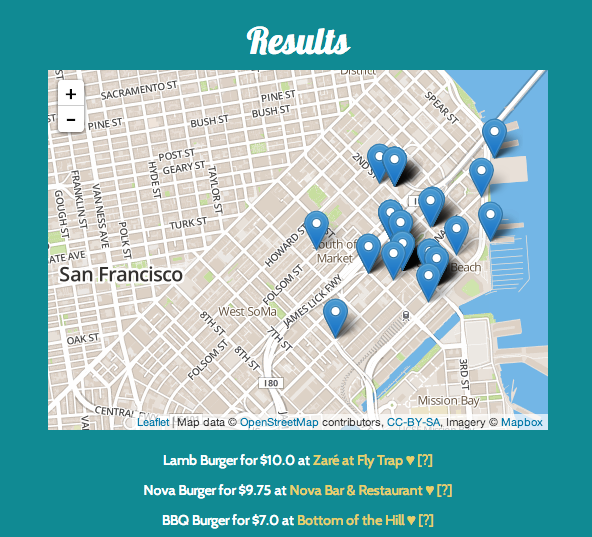 Results
District
+
-
SACRAMENTO ST
SPEAR ST
PINE ST
PINE ST
BUSH ST
BUSH ST
POST ST
GEARY ST
2ND ST
HYDE ST
TAYLOR ST
FRANKLIN ST
VAN NESS AVE
GOUGH ST
POLK ST
TURK ST
HOWARD ST
South of
Market
Beach
San Francisco
FOLSOM ST
JAMES LICK FWY
West SoMa
8TH ST
7TH ST
OAK ST
FOLSOM ST
8TH ST
3RD ST
I 80
Mission Bay
Leaflet | Map data © OpenStreetMap contributors, CC-BY-SA, Imagery © Mapbox
Lamb Burger for $10.0 at Zaré at Fly Trap ♥ [?]
Nova Burger for $9.75 at Nova Bar & Restaurant ♥ [?]
BBQ Burger for $7.0 at Bottom of the Hill ♥ [?]